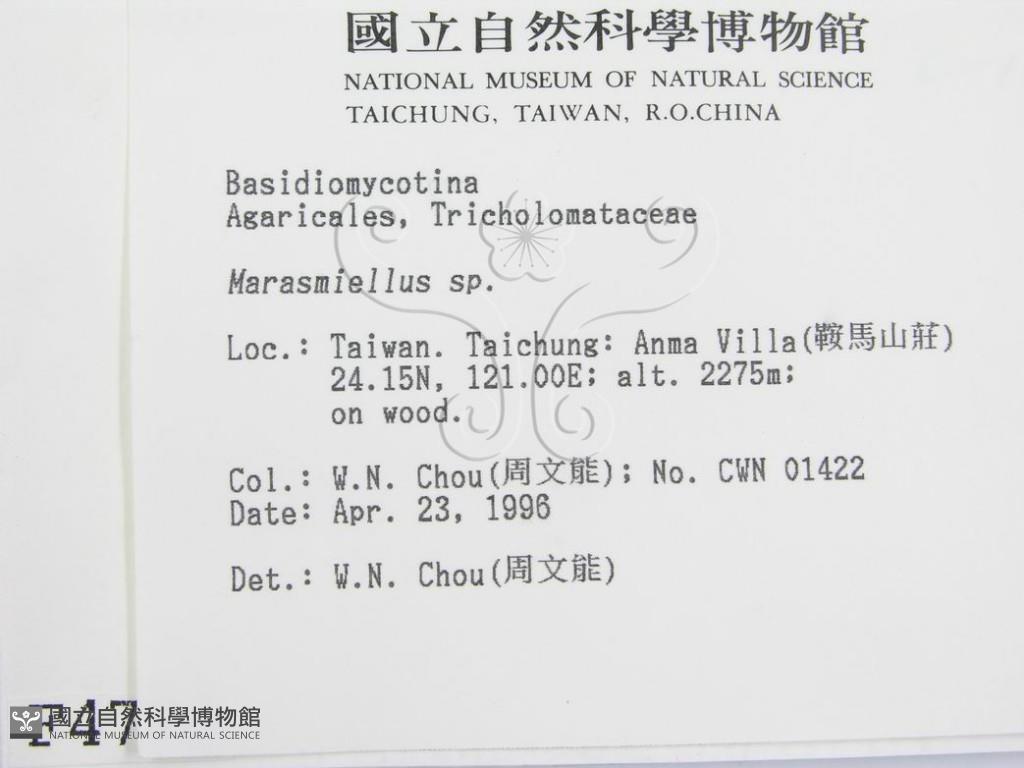 國立自然科學博物館
NATIONAL MUSEUM OF NATURAL SCIENCE
TAICHUNG, TAIWAN, R.O.CHINA
Basidiomycotina
Agaricales, Tricholomataceae
Marasmiellus sp.
Loc.: Taiwan. Taichung: Anma Villa(鞍馬山莊)
24.15N, 121.00E; alt. 2275m;
on wood.
Col.: W.N. Chou(周文能); No. CWN 01422
Date: Apr. 23, 1996
Det.: W.N. Chou(周文能)
F47
國立自然科學博物館
NATIONAL MUSEUM OF NATURAL SCIENCE